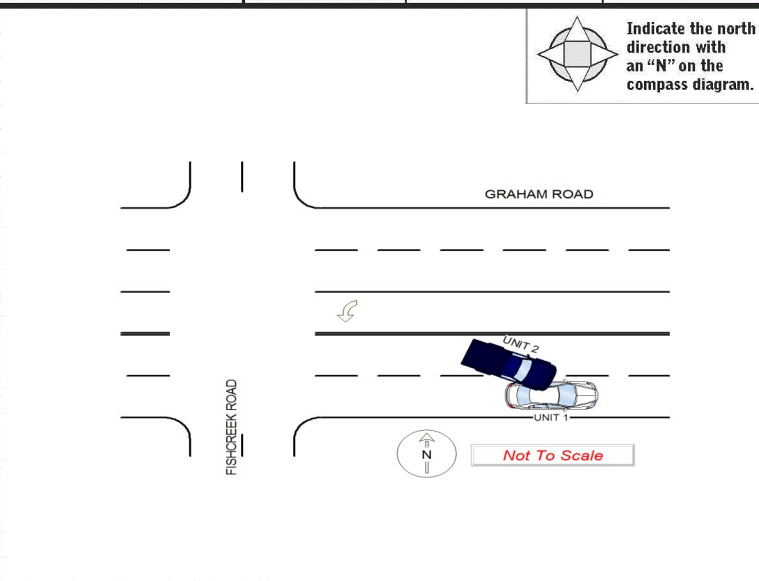 Indicate the north
direction with
an “N” on the
compass diagram.
GRAHAM ROAD
UNIT 2
UNIT 1
FISHCREEK ROAD
N
Not To Scale